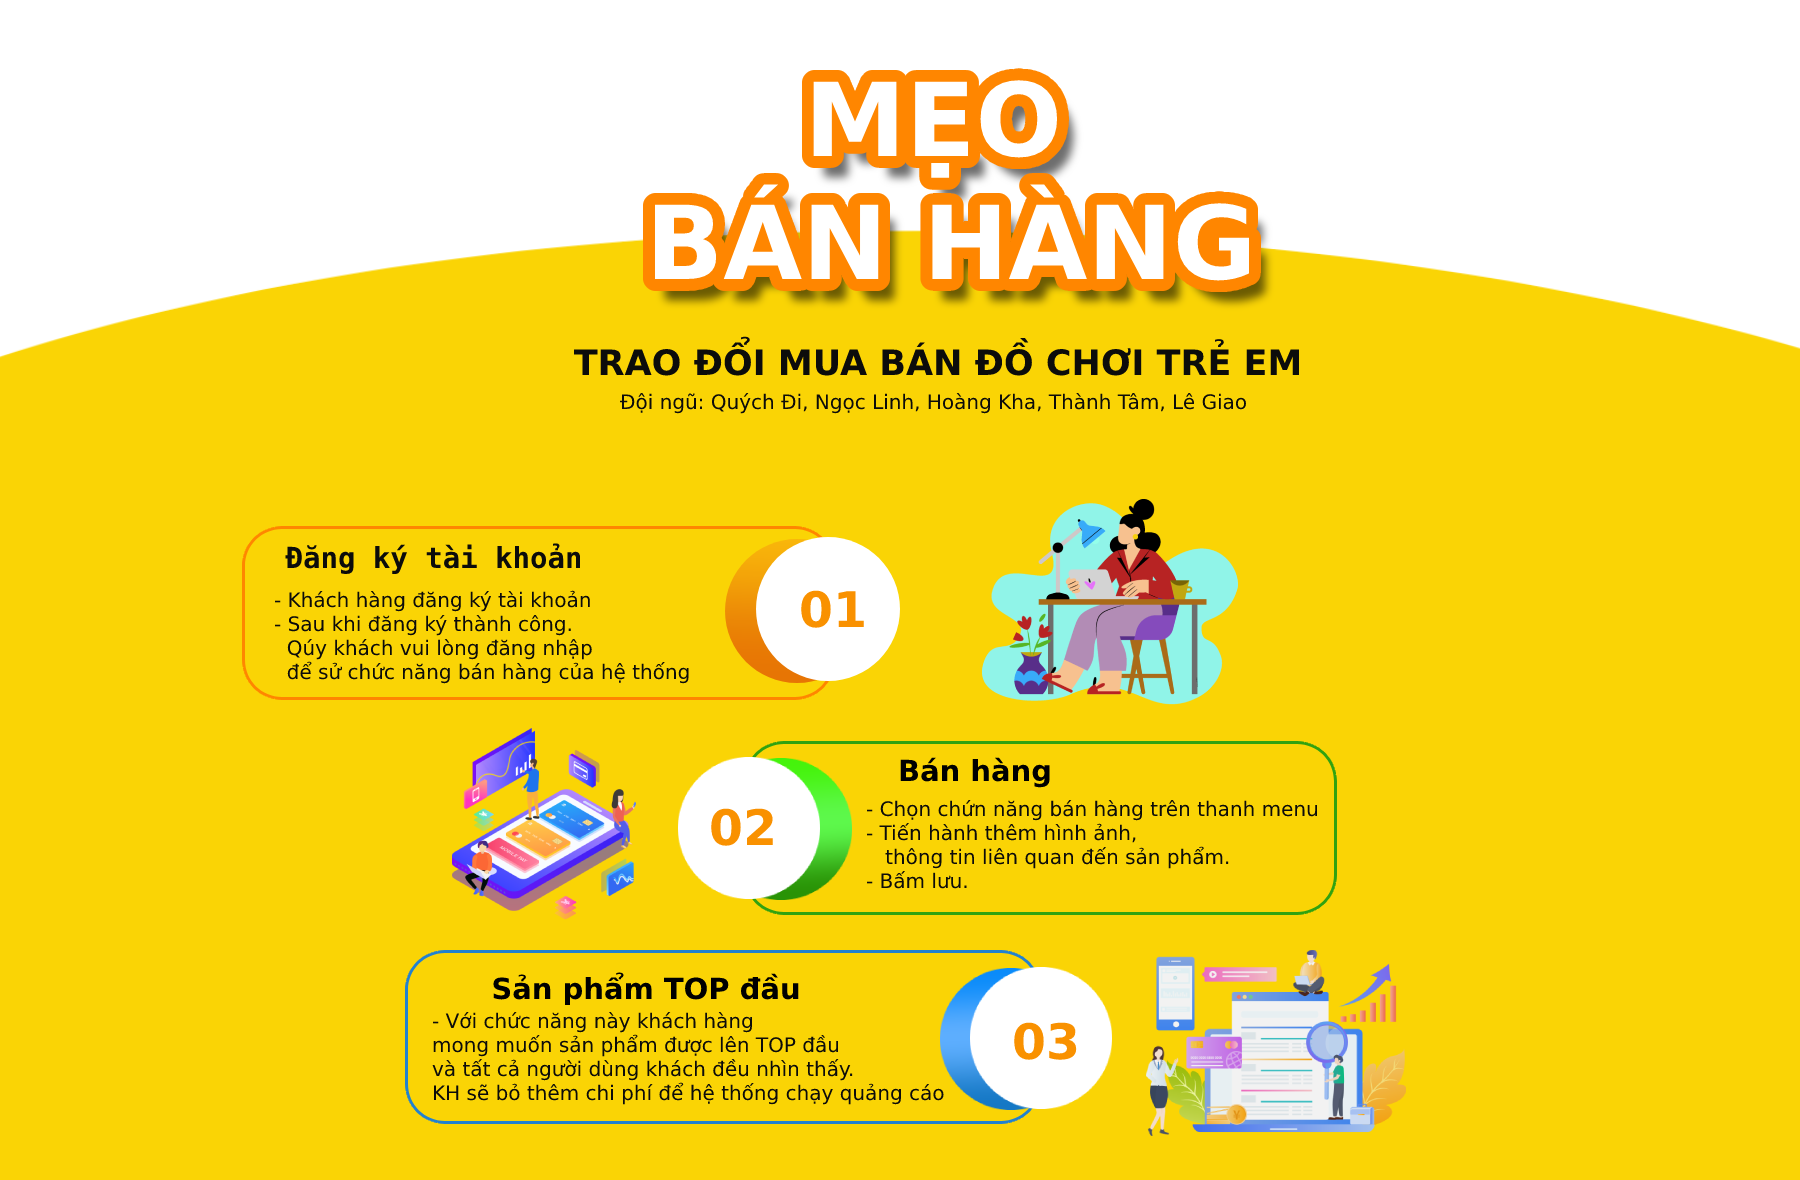 MẸO
BÁN HÀNG
TRAO ĐỔI MUA BÁN ĐỒ CHƠI TRẺ EM
Đội ngũ: Quých Đi, Ngọc Linh, Hoàng Kha, Thành Tâm, Lê Giao
Đăng ký tài khoản
- Khách hàng đăng ký tài khoản
- Sau khi đăng ký thành công.
Qúy khách vui lòng đăng nhập
để sử chức năng bán hàng của hệ thống
01
02
Bán hàng
- Chọn chứn năng bán hàng trên thanh menu
- Tiến hành thêm hình ảnh,
thông tin liên quan đến sản phẩm.
- Bấm lưu.
MOBILE PAY
Sản phẩm TOP đầu
- Với chức năng này khách hàng
mong muốn sản phẩm được lên TOP đầu
và tất cả người dùng khách đều nhìn thấy.
KH sẽ bỏ thêm chi phí để hệ thống chạy quảng cáo
03